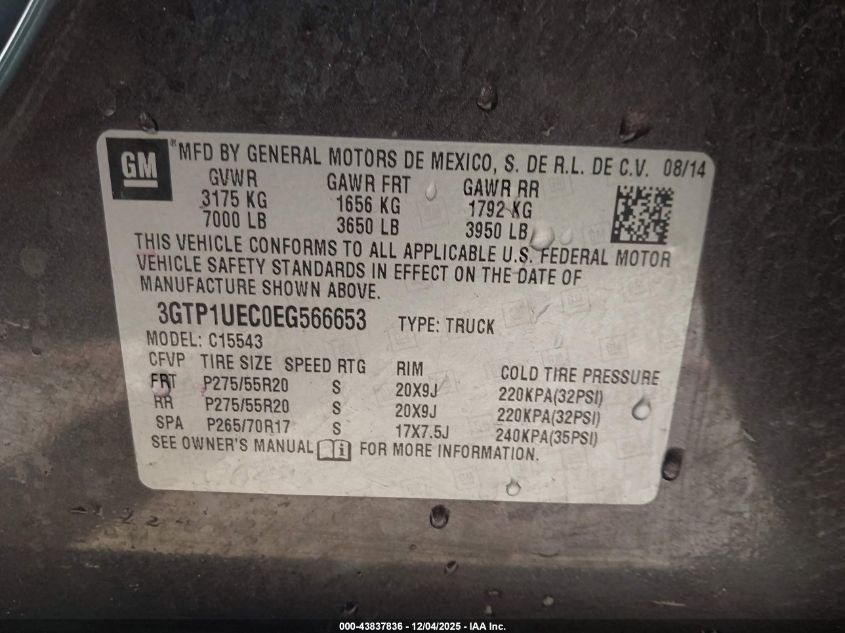 GM ® MFD BY GENERAL MOTORS DE MEXICO, S. DE R.L. DE C.V. 08/14
GVWR GAWR FRT GAWR RR
3175 KG 1656 KG 1792 KG
7000 LB 3650 LB 3950 LB
THIS VEHICLE CONFORMS TO ALL APPLICABLE U.S. FEDERAL MOTOR
VEHICLE SAFETY STANDARDS IN EFFECT ON THE DATE OF
MANUFACTURE SHOWN ABOVE.
3GTP1UEC0EG566653 TYPE: TRUCK
MODEL: C15543
CFVP TIRE SIZE SPEED RTG RIM COLD TIRE PRESSURE
FRT P275/55R20 S 20X9J 220KPA(32PSI)
RR P275/55R20 S 20X9J 220KPA(32PSI)
SPA P265/70R17 S 17X7.5J 240KPA(35PSI)
SEE OWNER'S MANUAL FOR MORE INFORMATION.
000-43837836 - 12/04/2025 - IAA Inc.